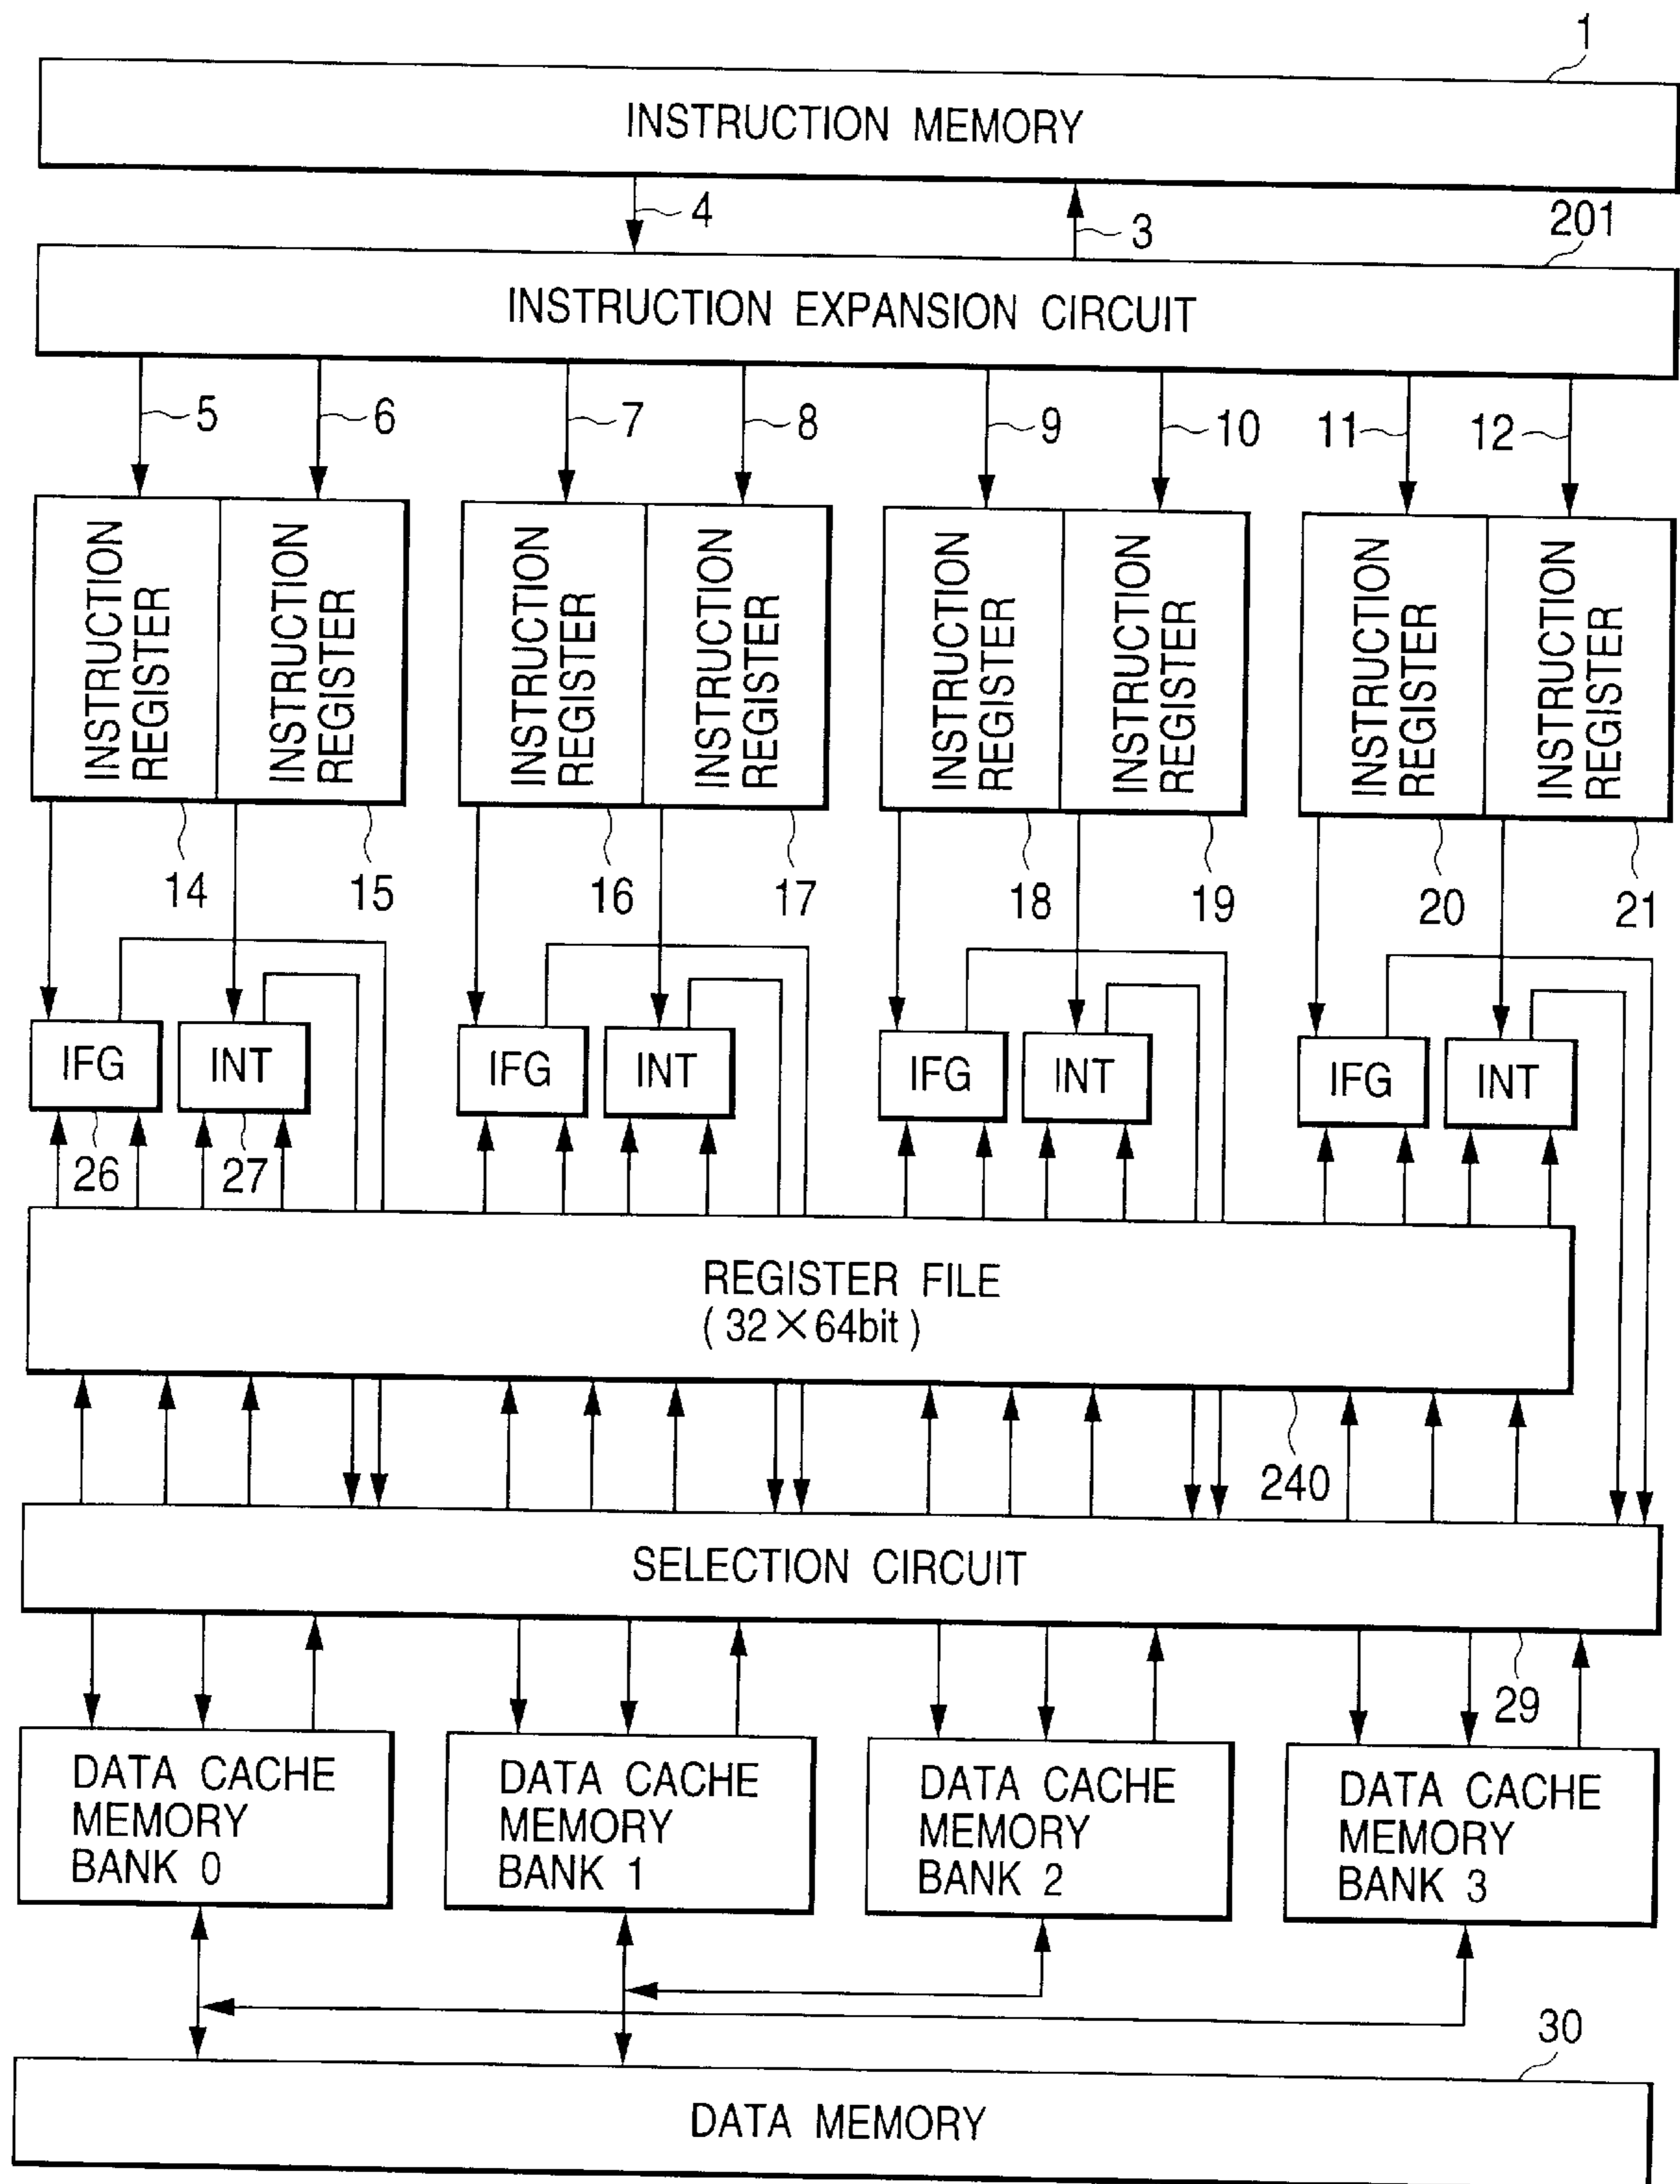 1
INSTRUCTION MEMORY
4
3
201
INSTRUCTION EXPANSION CIRCUIT
5
6
7
8
9
10
11
12
INSTRUCTION
REGISTER
INSTRUCTION
REGISTER
INSTRUCTION
REGISTER
INSTRUCTION
REGISTER
INSTRUCTION
REGISTER
INSTRUCTION
REGISTER
INSTRUCTION
REGISTER
INSTRUCTION
REGISTER
14
15
16
17
18
19
20
21
IFG
INT
IFG
INT
IFG
INT
IFG
INT
26
27
REGISTER FILE
(32×64bit)
240
SELECTION CIRCUIT
29
DATA CACHE
MEMORY
BANK 0
DATA CACHE
MEMORY
BANK 1
DATA CACHE
MEMORY
BANK 2
DATA CACHE
MEMORY
BANK 3
30
DATA MEMORY